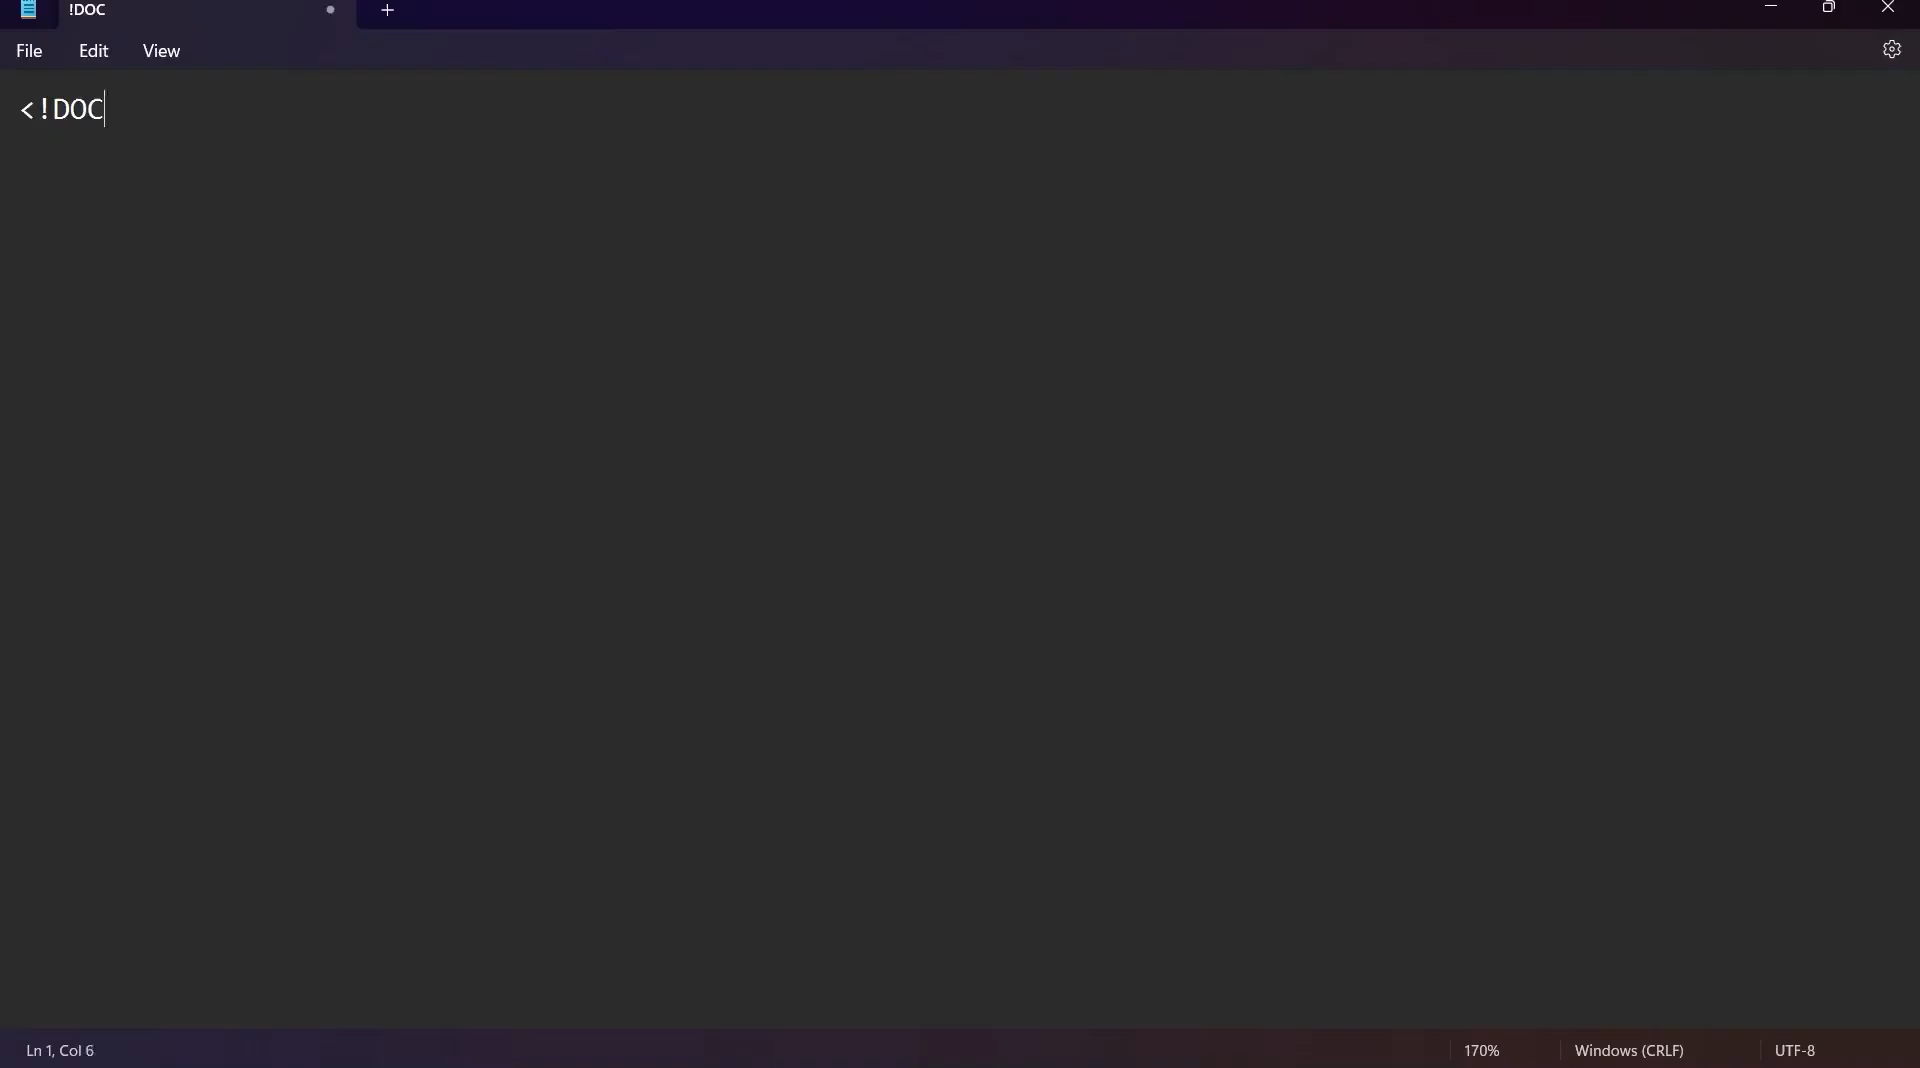 !DOC
File Edit View
<!DOC
Ln 1, Col 6 170% Windows (CRLF) UTF-8